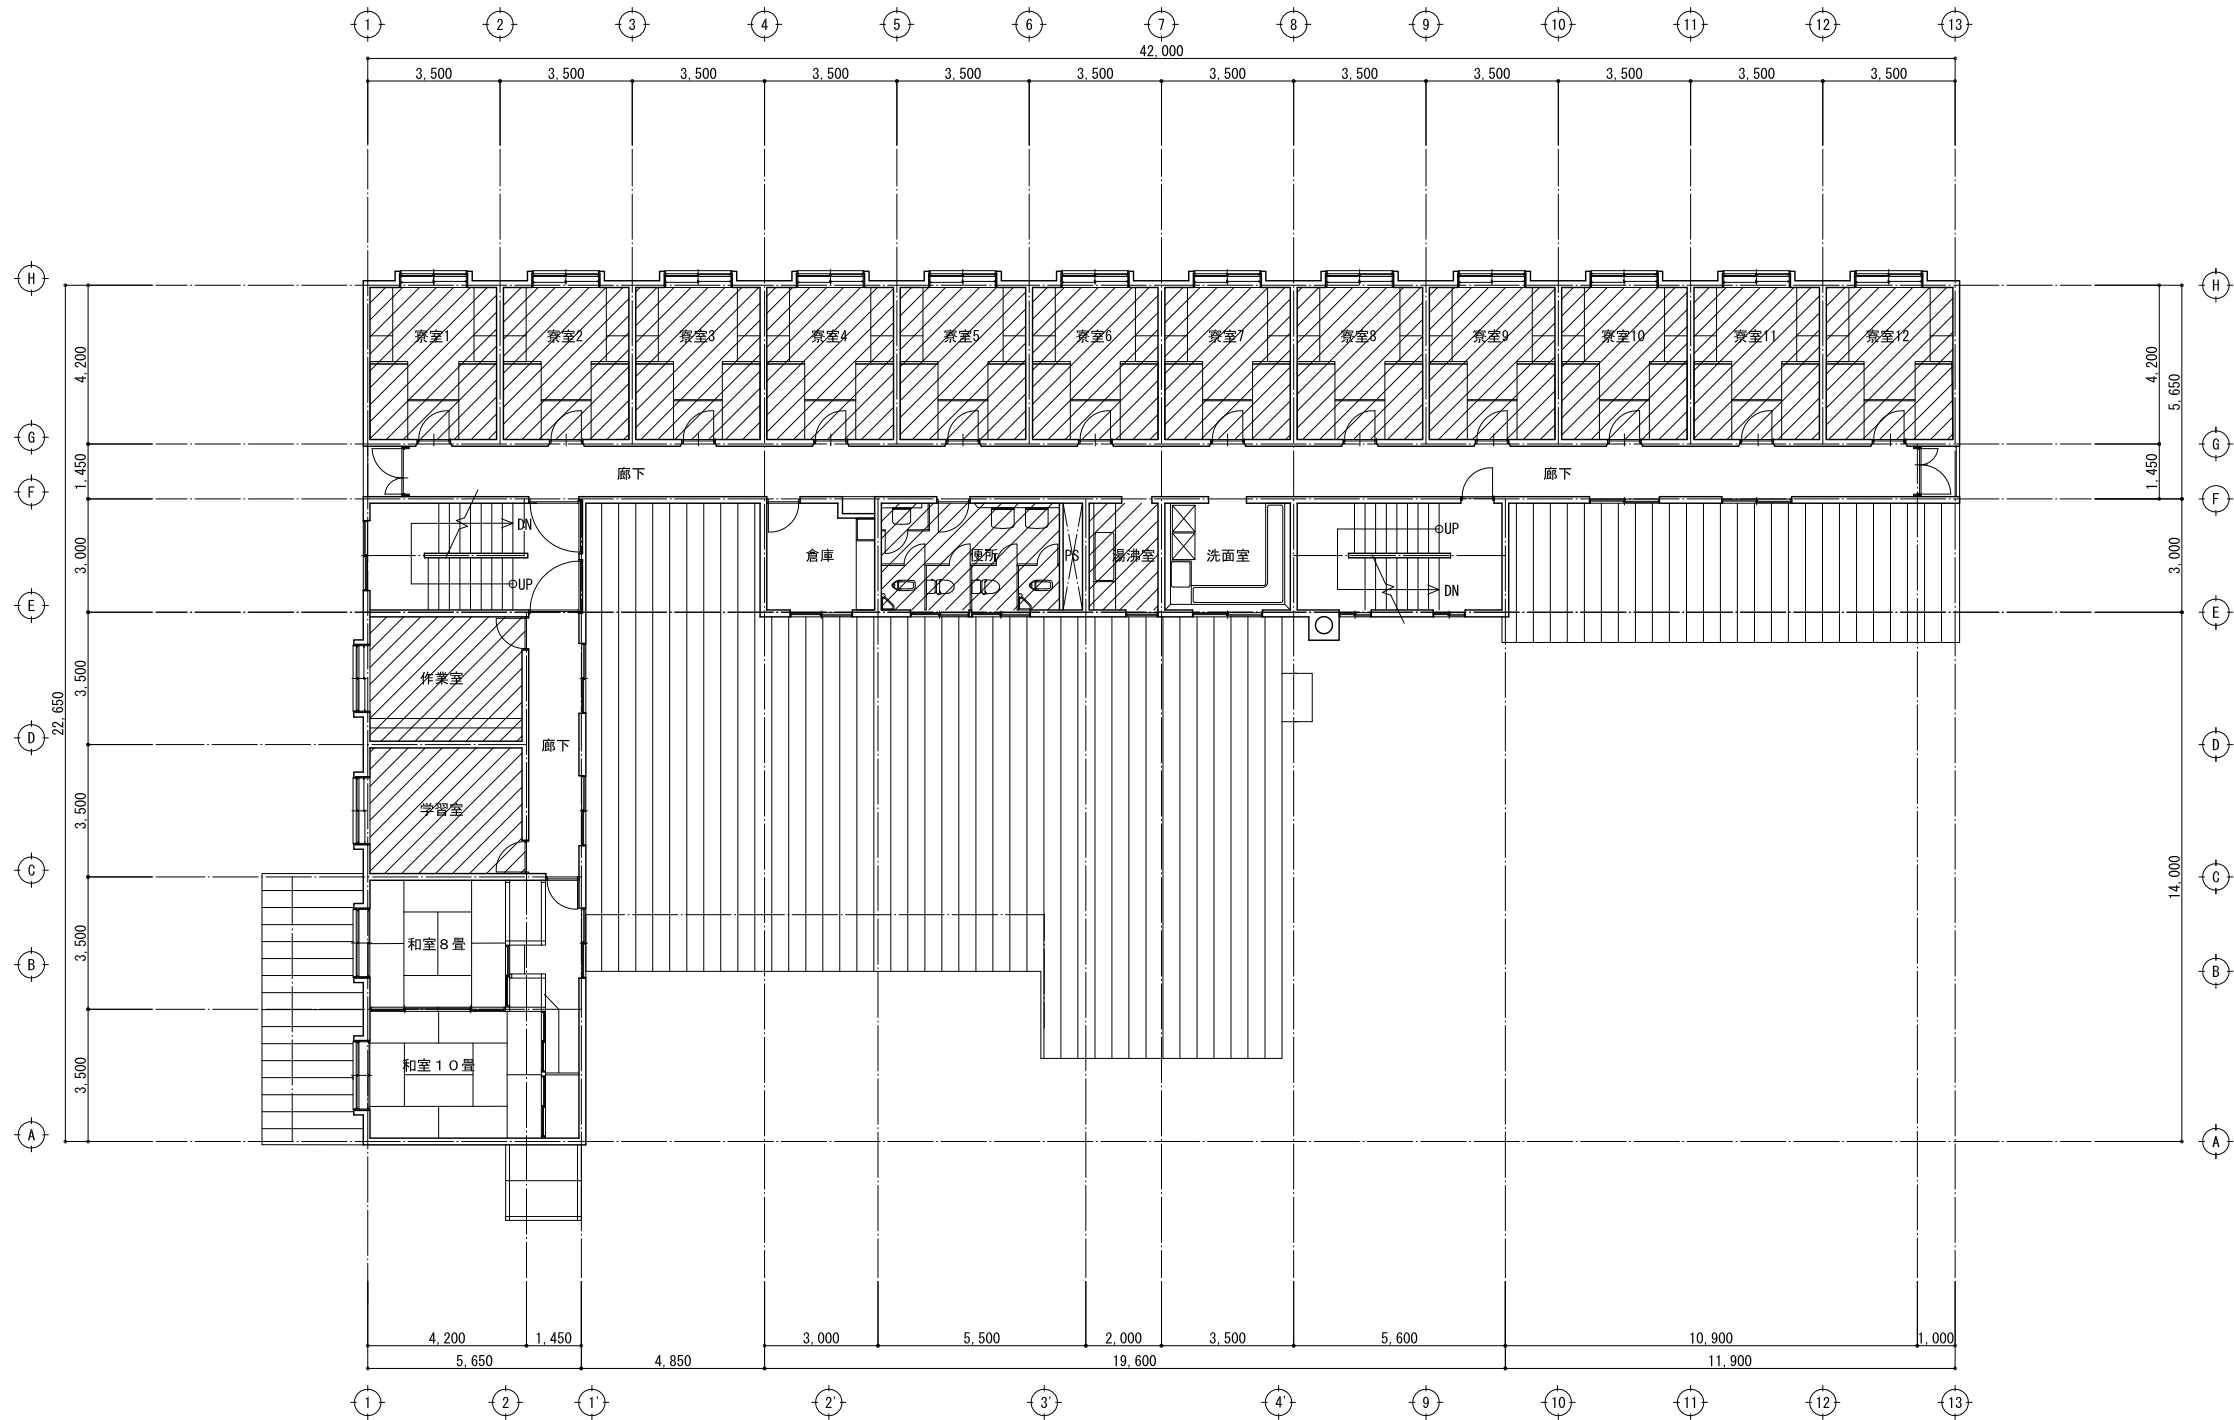 1 2 3 4 5 6 7 8 9 10 11 12 13
42,000
3,500 3,500 3,500 3,500 3,500 3,500 3,500 3,500 3,500 3,500 3,500 3,500
H H
寮室1 寮室2 寮室3 寮室4 寮室5 寮室6 寮室7 寮室8 寮室9 寮室10 寮室11 寮室12
4,200 4,200
5,650
G G
1,450 廊下 廊下 1,450
F F
DN UP
3,000 倉庫 便所 PS 湯沸室 洗面室 3,000
UP DN
E E
3,500 作業室
22,650
D 廊下 D
3,500 学習室
C C
14,000
3,500 和室８畳
B B
3,500 和室１０畳
A A
4,200 1,450 3,000 5,500 2,000 3,500 5,600 10,900 1,000
5,650 4,850 19,600 11,900
1 2 1' 2' 3' 4' 9 10 11 12 13